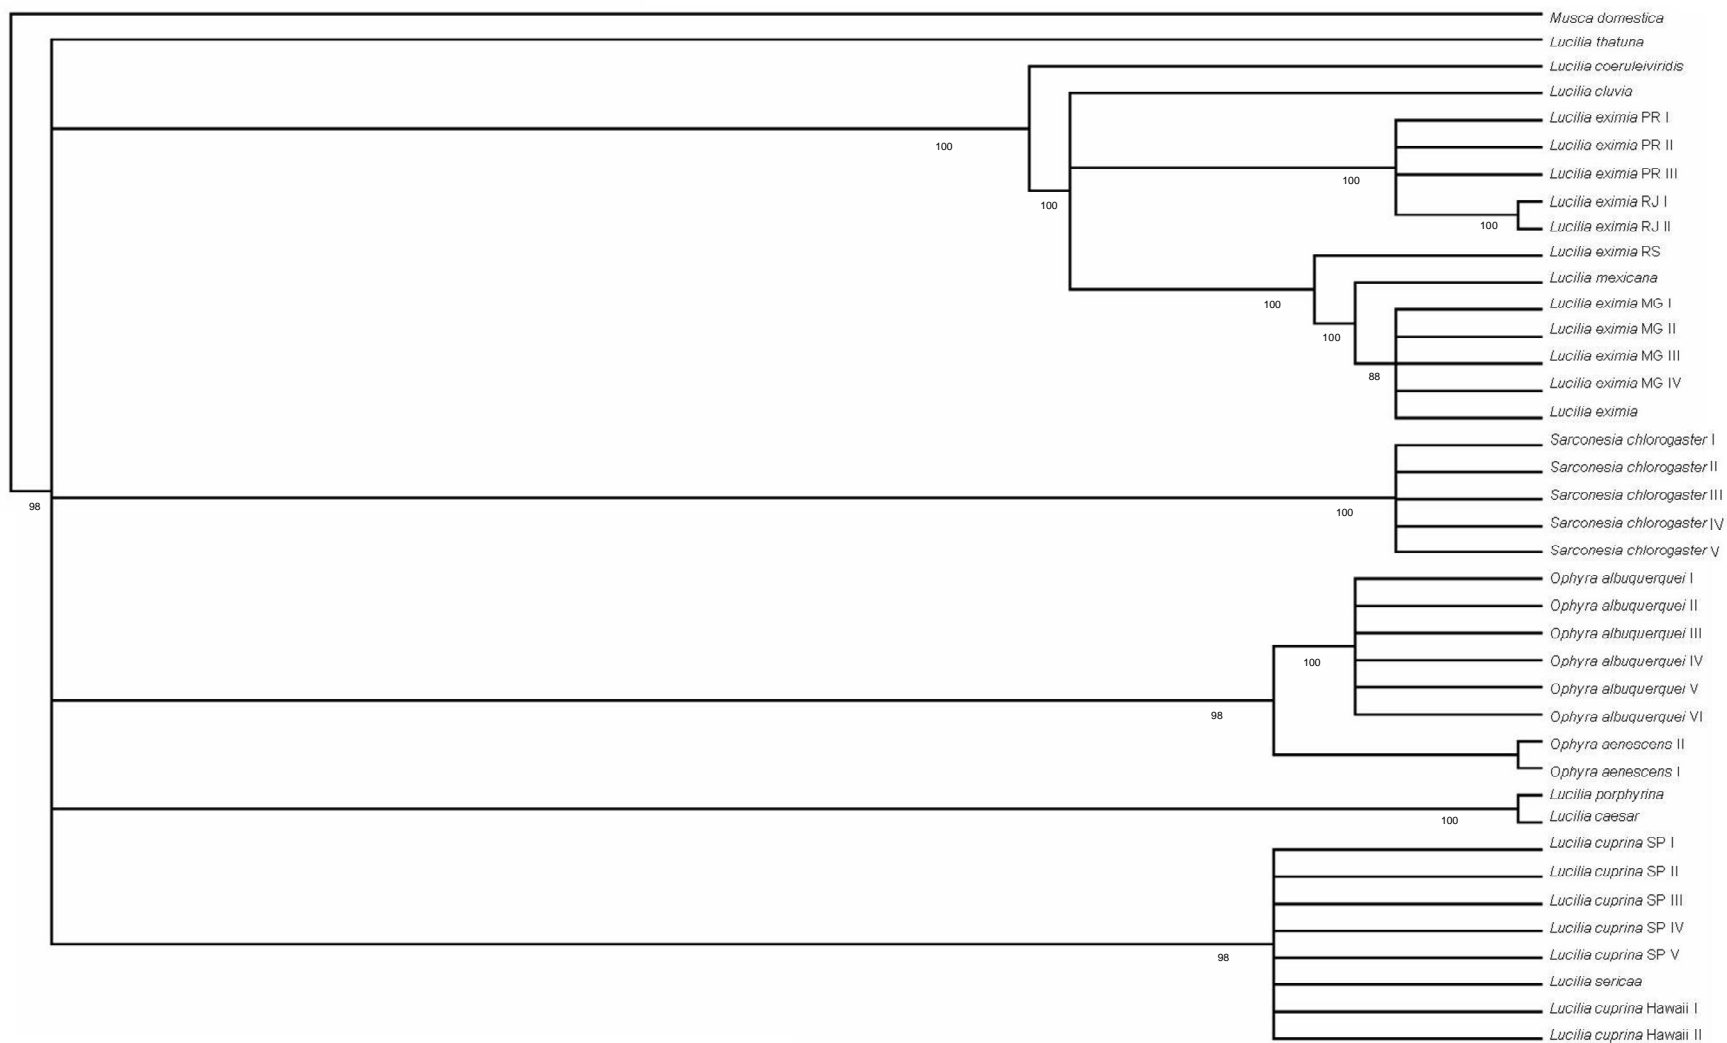 Musca domestica
Lucilia thatuna
Lucilia coeruleiviridis
Lucilia cluvia
Lucilia eximia PR I
100
Lucilia eximia PR II
Lucilia eximia PR III
100
Lucilia eximia RJ I
100
Lucilia eximia RJ II
100
Lucilia eximia RS
Lucilia mexicana
Lucilia eximia MG I
100
Lucilia eximia MG II
100
Lucilia eximia MG III
88
Lucilia eximia MG IV
Lucilia eximia
Sarconesia chlorogaster I
Sarconesia chlorogaster II
Sarconesia chlorogaster III
98
100
Sarconesia chlorogaster IV
Sarconesia chlorogaster V
Ophyra albuquerquei I
Ophyra albuquerquei II
Ophyra albuquerquei III
Ophyra albuquerquei IV
100
Ophyra albuquerquei V
Ophyra albuquerquei VI
98
Ophyra aenescens II
Ophyra aenescens I
Lucilia porphyrina
Lucilia caesar
100
Lucilia cuprina SP I
Lucilia cuprina SP II
Lucilia cuprina SP III
Lucilia cuprina SP IV
Lucilia cuprina SP V
98
Lucilia sericaa
Lucilia cuprina Hawaii I
Lucilia cuprina Hawaii II